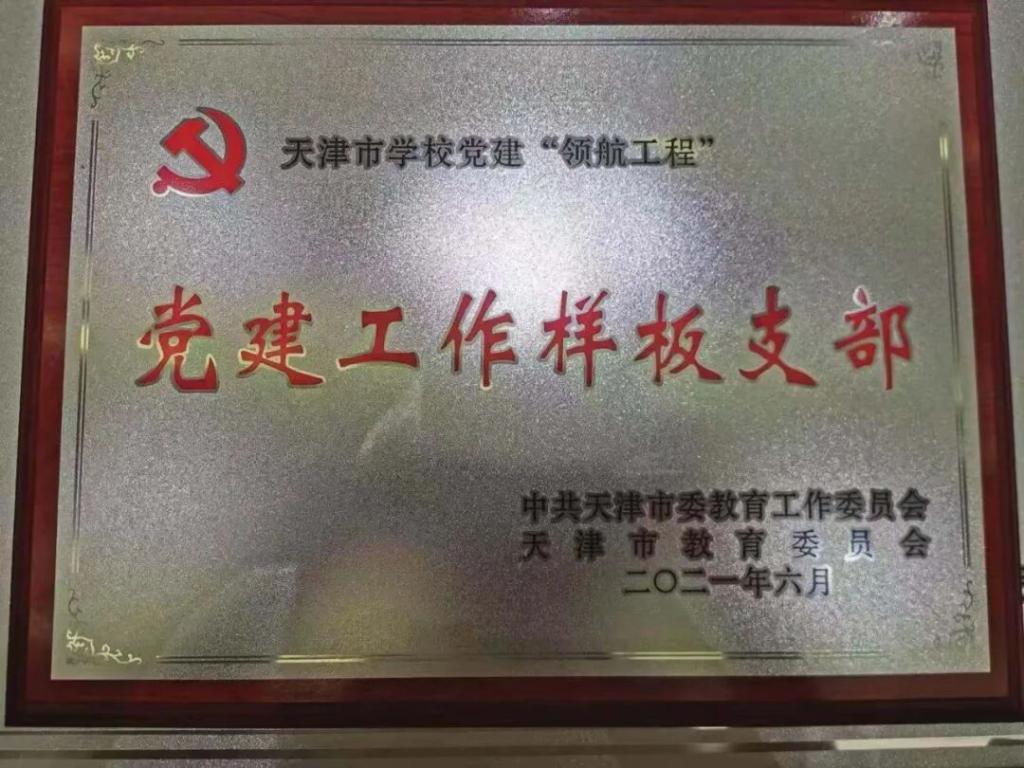 天津市学校党建“领航工程”
党建工作样板支部
中共天津市委教育工作委员会
天津市教育委员会
二〇二一年六月